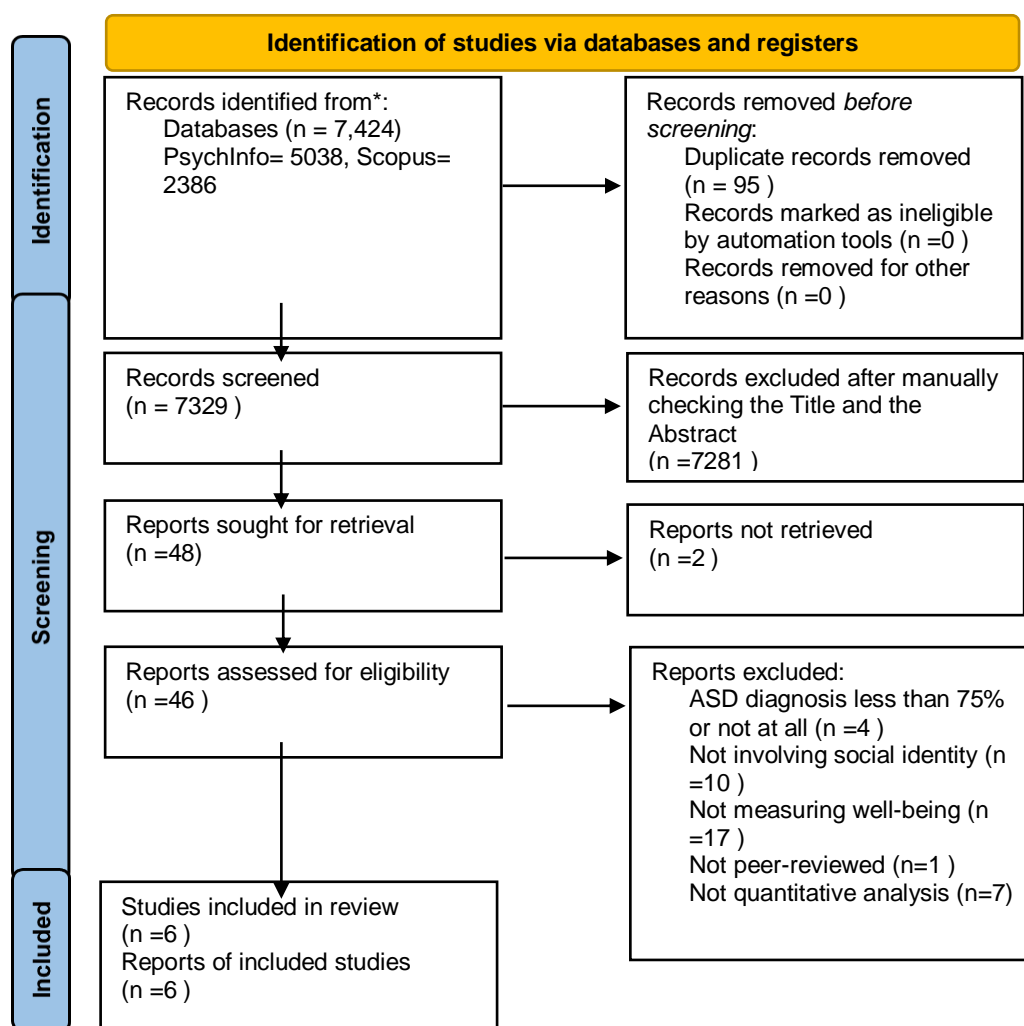 Identification of studies via databases and registers
Identification
Records identified from*:
Databases (n = 7,424)
PsychInfo= 5038, Scopus=
2386
Records removed before
screening:
Duplicate records removed
(n = 95 )
Records marked as ineligible
by automation tools (n =0 )
Records removed for other
reasons (n =0 )
Screening
Records screened
(n = 7329 )
Records excluded after manually
checking the Title and the
Abstract
(n =7281 )
Reports sought for retrieval
(n =48)
Reports not retrieved
(n =2 )
Reports assessed for eligibility
(n =46 )
Reports excluded:
ASD diagnosis less than 75%
or not at all (n =4 )
Not involving social identity (n
=10 )
Not measuring well-being (n
=17 )
Not peer-reviewed (n=1 )
Not quantitative analysis (n=7)
Included
Studies included in review
(n =6 )
Reports of included studies
(n =6 )